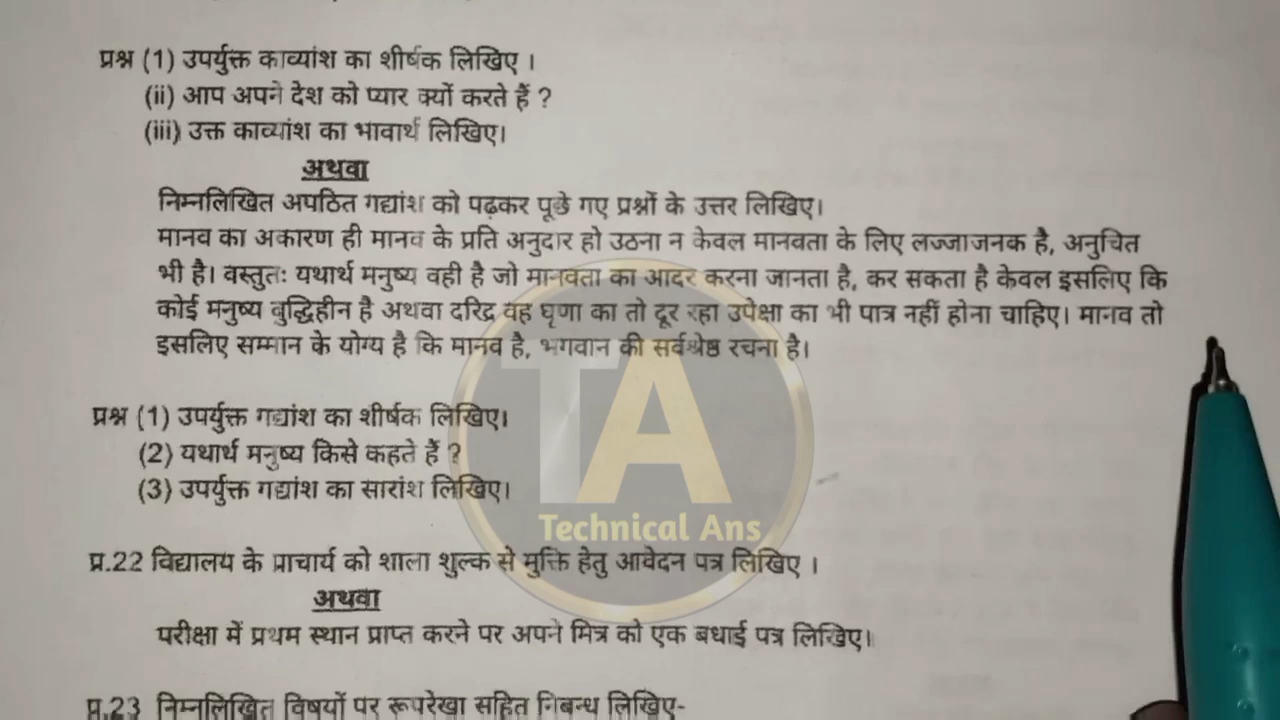 प्रश्न (1) उपर्युक्त काव्यांश का शीर्षक लिखिए ।
(ii) आप अपने देश को प्यार क्यों करते हैं ?
(iii) उक्त काव्यांश का भावार्थ लिखिए।
अथवा
निम्नलिखित अपठित गद्यांश को पढ़कर पूछे गए प्रश्नों के उत्तर लिखिए।
मानव का अकारण ही मानव के प्रति अनुदार हो उठना न केवल मानवता के लिए लज्जाजनक है, अनुचित
भी है। वस्तुतः यथार्थ मनुष्य वही है जो मानवता का आदर करना जानता है, कर सकता है केवल इसलिए कि
कोई मनुष्य बुद्धिहीन है अथवा दरिद्र वह घृणा का तो दूर रहा उपेक्षा का भी पात्र नहीं होना चाहिए। मानव तो
इसलिए सम्मान के योग्य है कि मानव है, भगवान की सर्वश्रेष्ठ रचना है।
प्रश्न (1) उपर्युक्त गद्यांश का शीर्षक लिखिए।
(2) यथार्थ मनुष्य किसे कहते हैं ?
(3) उपर्युक्त गद्यांश का सारांश लिखिए।
TA
Technical Ans
प्र.22 विद्यालय के प्राचार्य को शाला शुल्क से मुक्ति हेतु आवेदन पत्र लिखिए ।
अथवा
परीक्षा में प्रथम स्थान प्राप्त करने पर अपने मित्र को एक बधाई पत्र लिखिए।
प्र.23 निम्नलिखित विषयों पर रूपरेखा सहित निबन्ध लिखिए-